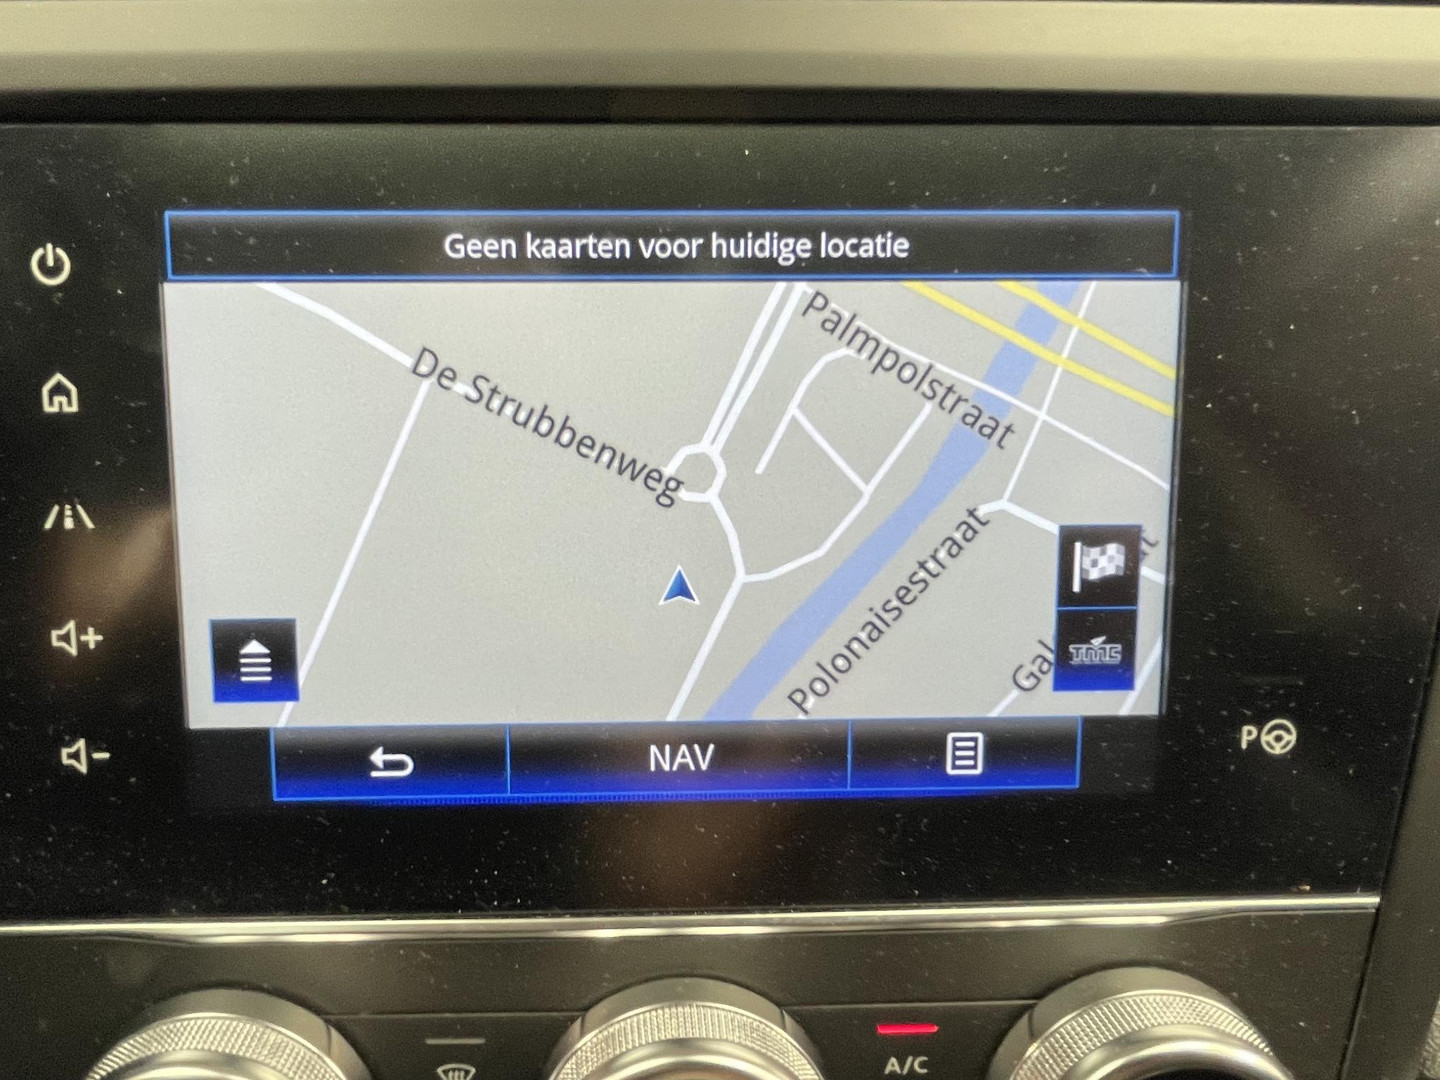 Geen kaarten voor huidige locatie
Palmpolstraat
De Strubbenweg
Polonaisestraat
TMC
NAV
P
A/C